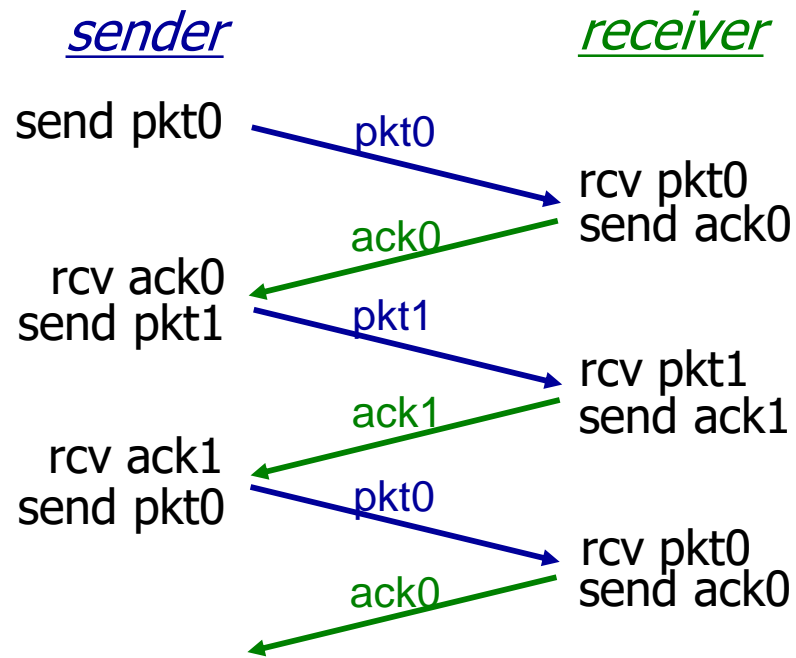 sender
receiver
send pkt0
pkt0
rcv pkt0
send ack0
ack0
rcv ack0
send pkt1
pkt1
rcv pkt1
send ack1
ack1
rcv ack1
send pkt0
pkt0
rcv pkt0
send ack0
ack0